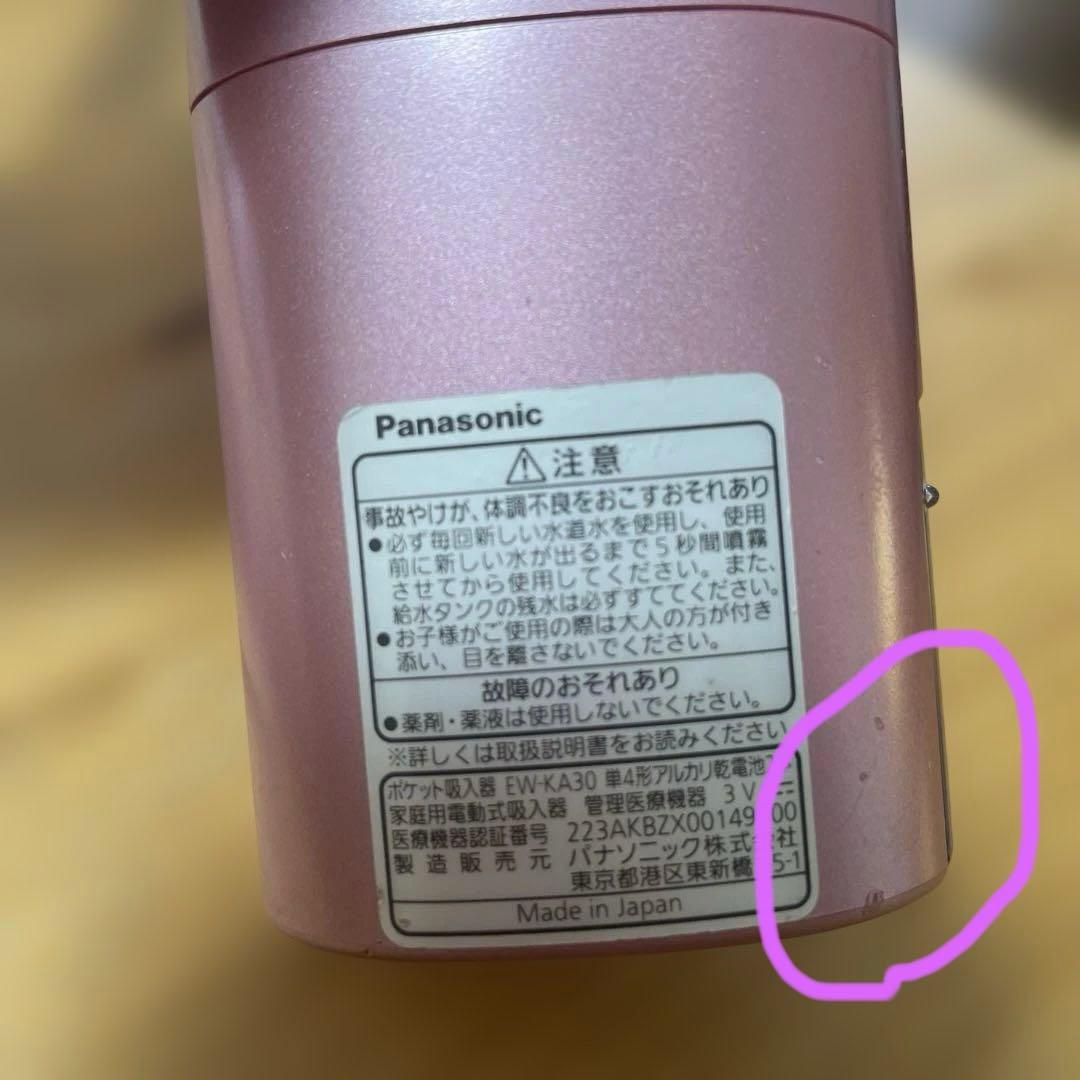 Panasonic
注意
事故やけが、体調不良をおこすおそれあり
●必ず毎回新しい水道水を使用し、使用
前に新しい水が出るまで5秒間噴霧
させてから使用してください。また、
給水タンクの残水は必ずすててください。
●お子様がご使用の際は大人の方が付き
添い、目を離さないでください。
故障のおそれあり
●薬剤・薬液は使用しないでください。
※詳しくは取扱説明書をお読みください
ポケット吸入器 EW-KA30 単4形アルカリ乾電池
家庭用電動式吸入器 管理医療機器 3V
医療機器認証番号 223AKBZX00149 00
製造販売元 パナソニック株式会社
東京都港区東新橋 5-1
Made in Japan